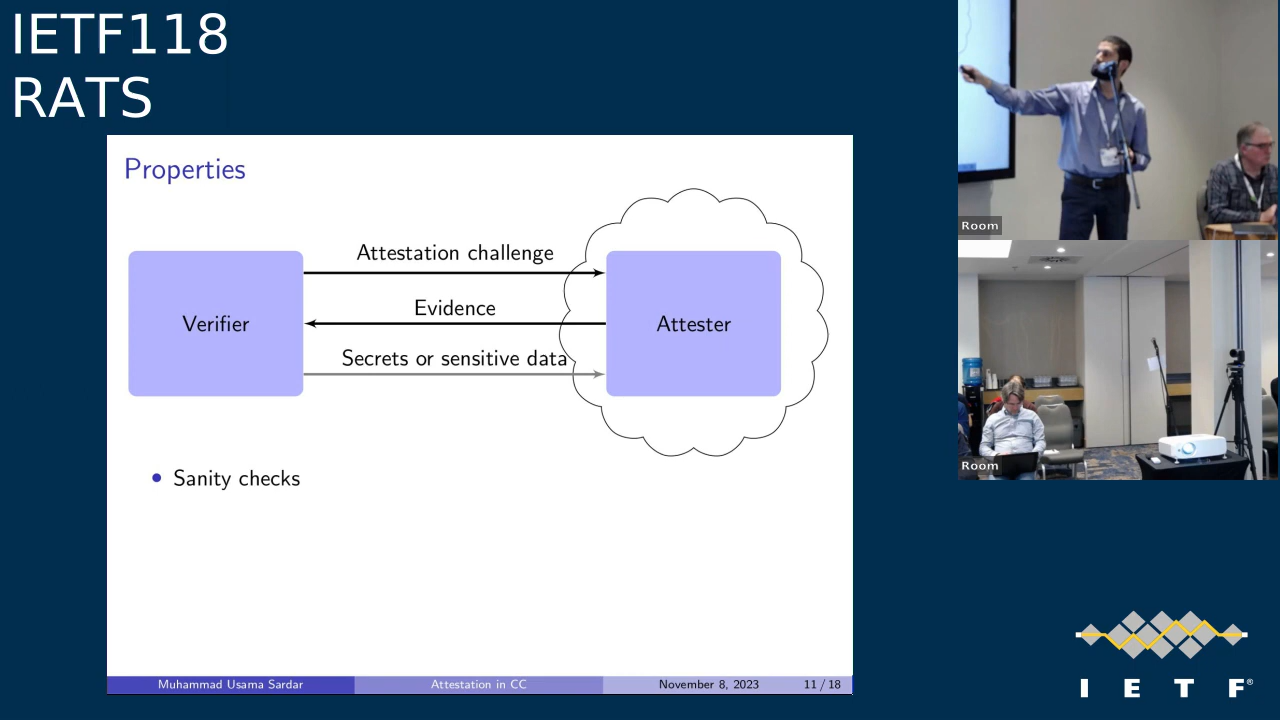 IETF118
RATS
Properties
Attestation challenge
Evidence
Verifier
Attester
Secrets or sensitive data
• Sanity checks
Muhammad Usama Sardar
Attestation in CC
November 8, 2023
11 / 18
Room
Room
I E T F®